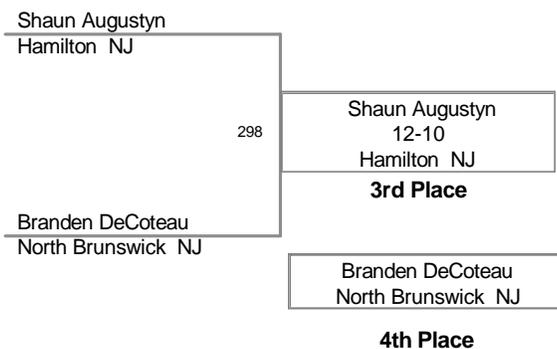 Shaun Augustyn
Hamilton NJ
298
Shaun Augustyn
12-10
Hamilton NJ
3rd Place
Branden DeCoteau
North Brunswick NJ
Branden DeCoteau
North Brunswick NJ
4th Place